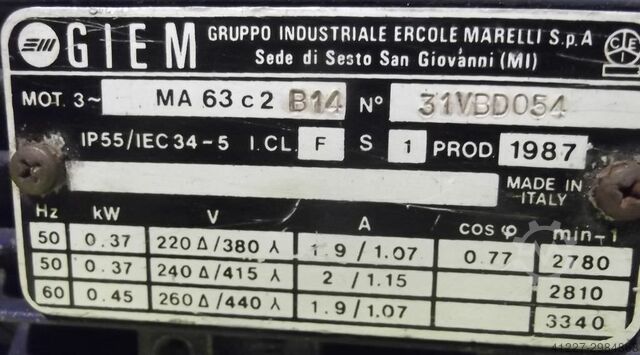 GIEM GRUPPO INDUSTRIALE ERCOLE MARELLI S.p.A
Sede di Sesto San Giovanni (MI)
MOT. 3~ MA 63 c 2 B14 N° 31VBD054
IP55/IEC 34-5 I.CL. F S 1 PROD. 1987
MADE IN
ITALY
Hz kW V A cos φ min-1
50 0.37 220 Δ/380 ⅄ 1.9/1.07 0.77 2780
50 0.37 240 Δ/415 ⅄ 2/1.15 2810
60 0.45 260 Δ/440 ⅄ 1.9/1.07 3340